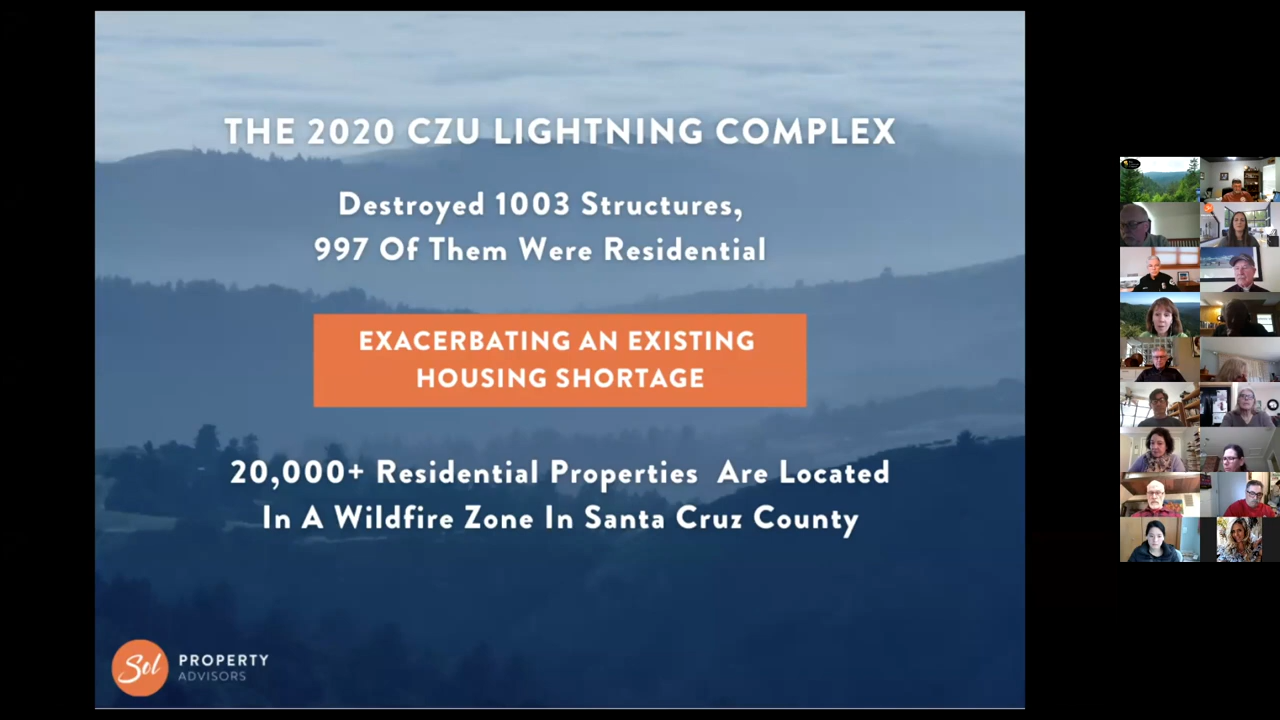 THE 2020 CZU LIGHTNING COMPLEX
Destroyed 1003 Structures,
997 Of Them Were Residential
EXACERBATING AN EXISTING
HOUSING SHORTAGE
20,000+ Residential Properties Are Located
In A Wildfire Zone In Santa Cruz County
Sol
PROPERTY
ADVISORS